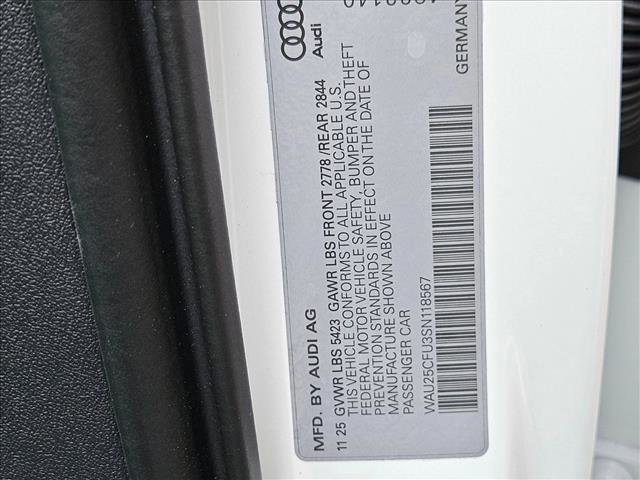 MFD. BY AUDI AG
Audi
11 25 GVWR LBS 5423 GAWR LBS FRONT 2778 /REAR 2844
THIS VEHICLE CONFORMS TO ALL APPLICABLE U.S.
FEDERAL MOTOR VEHICLE SAFETY, BUMPER AND THEFT
PREVENTION STANDARDS IN EFFECT ON THE DATE OF
MANUFACTURE SHOWN ABOVE
PASSENGER CAR
WAU25CFU3SN118567
GERMANY